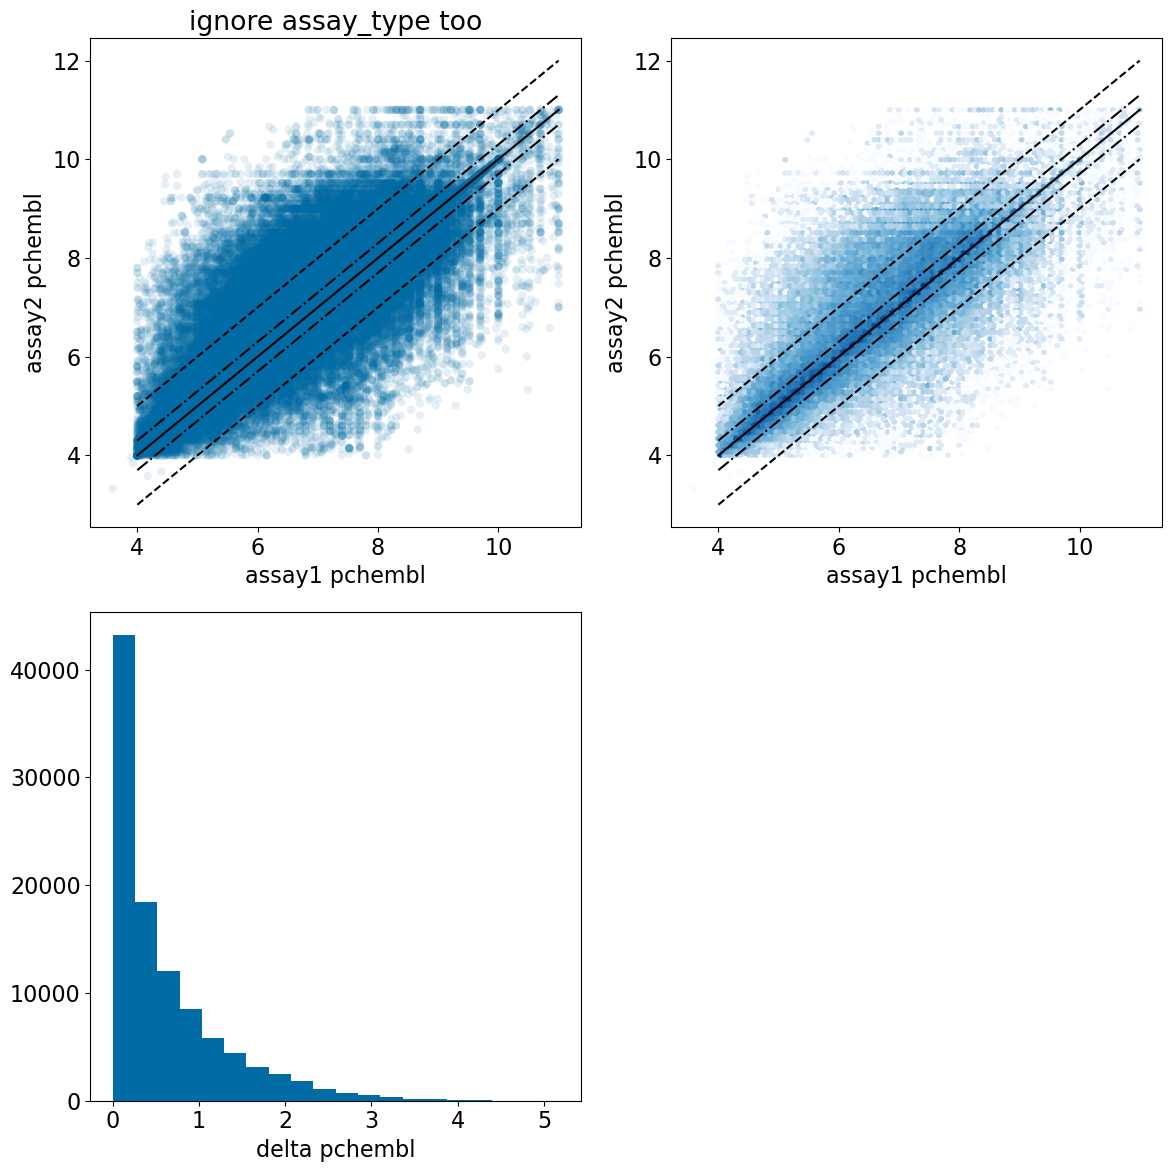 ignore assay_type too
12
10
8
6
4
assay2 pchembl
4 6 8 10
assay1 pchembl
12
10
8
6
4
assay2 pchembl
4 6 8 10
assay1 pchembl
40000
30000
20000
10000
0
0 1 2 3 4 5
delta pchembl